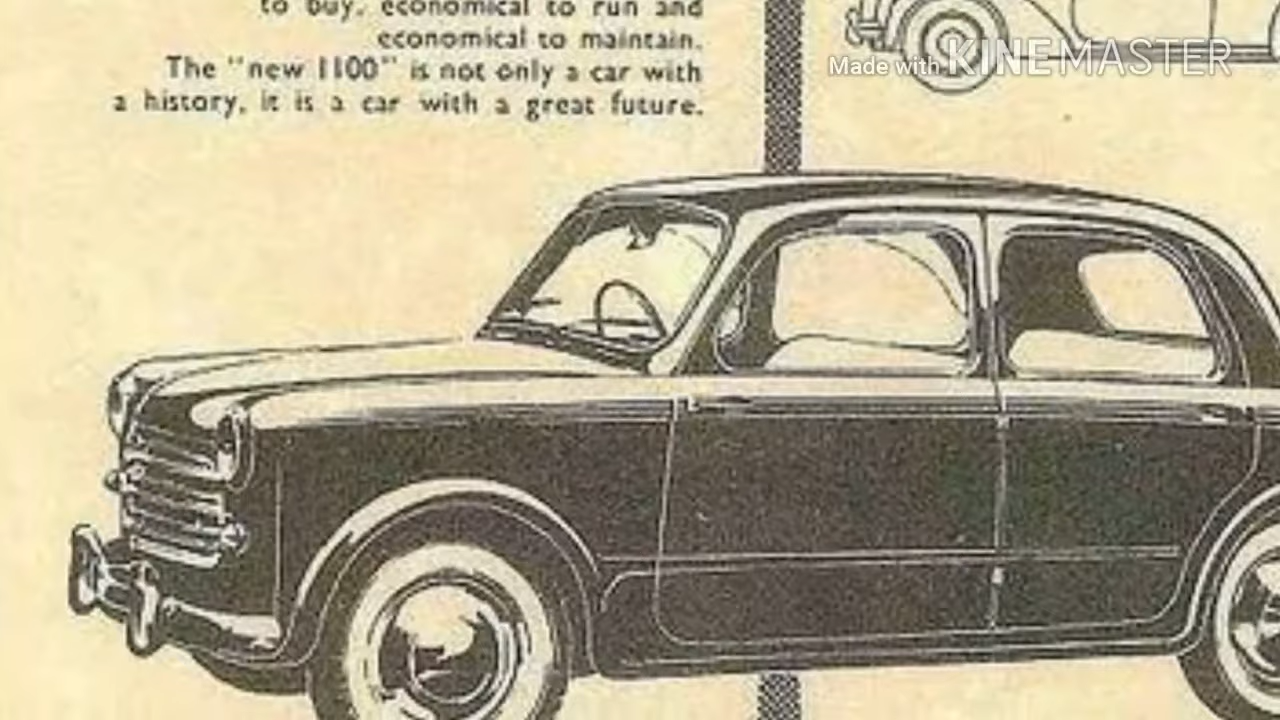 to buy, economical to run and
economical to maintain.
The "new 1100" is not only a car with
a history, it is a car with a great future.
Made with KINEMASTER